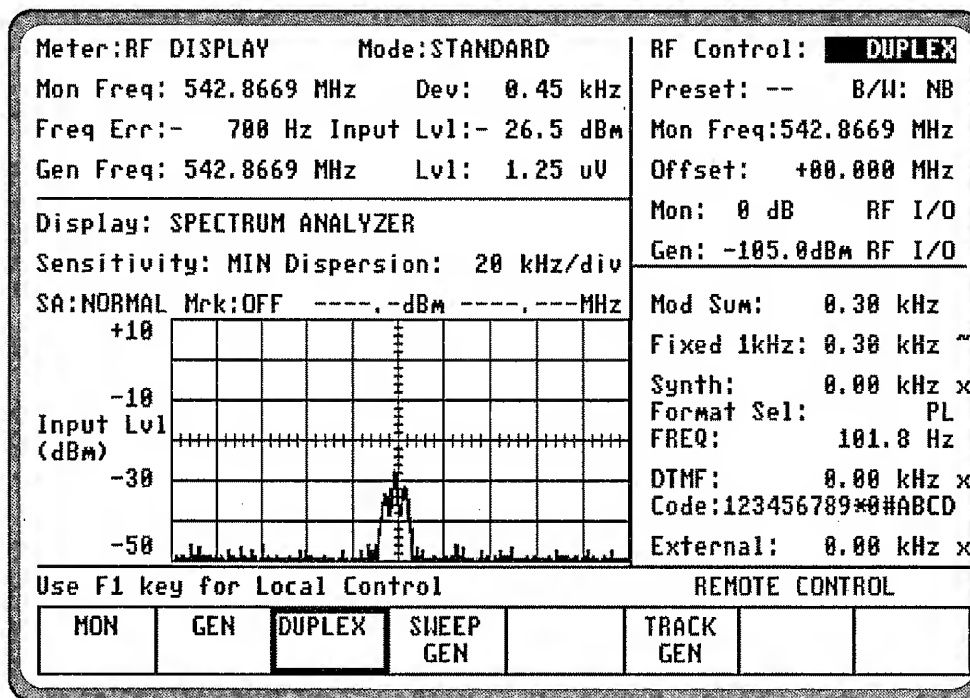 Meter:RF DISPLAY Mode:STANDARD
Mon Freq: 542.8669 MHz Dev: 0.45 kHz
Freq Err:- 700 Hz Input Lvl:- 26.5 dBm
Gen Freq: 542.8669 MHz Lvl: 1.25 uV
Display: SPECTRUM ANALYZER
Sensitivity: MIN Dispersion: 20 kHz/div
SA:NORMAL Mrk:OFF ----.-dBm ----.---MHz
+10
-10
Input Lvl
(dBm)
-30
-50
RF Control: DUPLEX
Preset: -- B/W: NB
Mon Freq:542.8669 MHz
Offset: +00.000 MHz
Mon: 0 dB RF I/O
Gen: -105.0dBm RF I/O
Mod Sum: 0.30 kHz
Fixed 1kHz: 0.30 kHz ~
Synth: 0.00 kHz x
Format Sel: PL
FREQ: 101.8 Hz
DTMF: 0.00 kHz x
Code:123456789*0#ABCD
External: 0.00 kHz x
Use F1 key for Local Control REMOTE CONTROL
MON GEN DUPLEX SWEEP GEN TRACK GEN